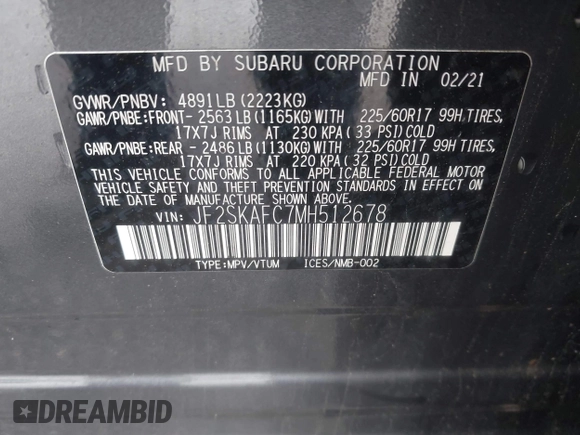 MFD BY SUBARU CORPORATION
MFD IN 02/21
GVWR/PNBV: 4891LB(2223KG)
GAWR/PNBE:FRONT-2563LB(1165KG)WITH 225/60R17 99H TIRES,
17X7J RIMS AT 230 KPA(33 PSI)COLD
GAWR/PNBE:REAR -2486LB(1130KG)WITH 225/60R17 99H TIRES,
17X7J RIMS AT 220 KPA(32 PSI)COLD
THIS VEHICLE CONFORMS TO ALL APPLICABLE FEDERAL MOTOR
VEHICLE SAFETY AND THEFT PREVENTION STANDARDS IN EFFECT ON
THE DATE OF MANUFACTURE SHOWN ABOVE.
VIN: JF2SKAFC7MH512678
TYPE:MPV/VTUM ICES/NMB-002
DREAMBID